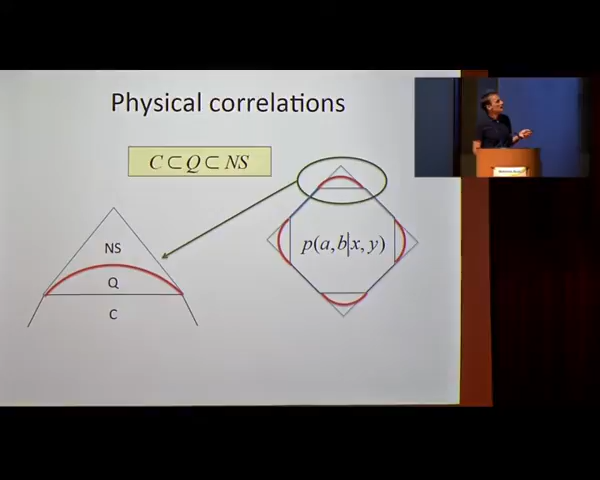 Physical correlations
C ⊂ Q ⊂ NS
NS
Q
C
p(a,b|x,y)